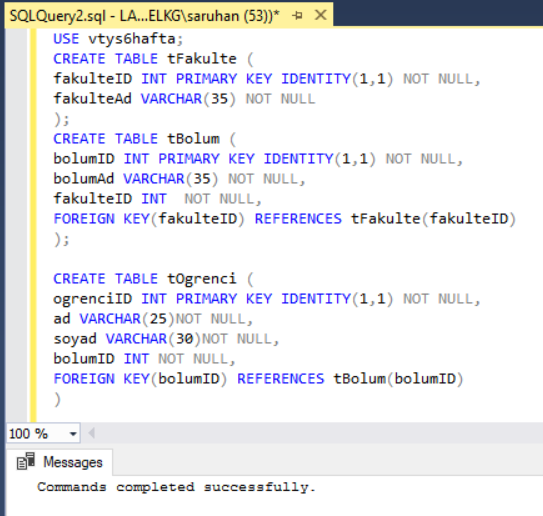 SQLQuery2.sql - LA...ELKG\saruhan (53))*
USE vtys6hafta;
CREATE TABLE tFakulte (
fakulteID INT PRIMARY KEY IDENTITY(1,1) NOT NULL,
fakulteAd VARCHAR(35) NOT NULL
);
CREATE TABLE tBolum (
bolumID INT PRIMARY KEY IDENTITY(1,1) NOT NULL,
bolumAd VARCHAR(35) NOT NULL,
fakulteID INT  NOT NULL,
FOREIGN KEY(fakulteID) REFERENCES tFakulte(fakulteID)
);
CREATE TABLE tOgrenci (
ogrenciID INT PRIMARY KEY IDENTITY(1,1) NOT NULL,
ad VARCHAR(25)NOT NULL,
soyad VARCHAR(30)NOT NULL,
bolumID INT NOT NULL,
FOREIGN KEY(bolumID) REFERENCES tBolum(bolumID)
)
100 %
Messages
Commands completed successfully.